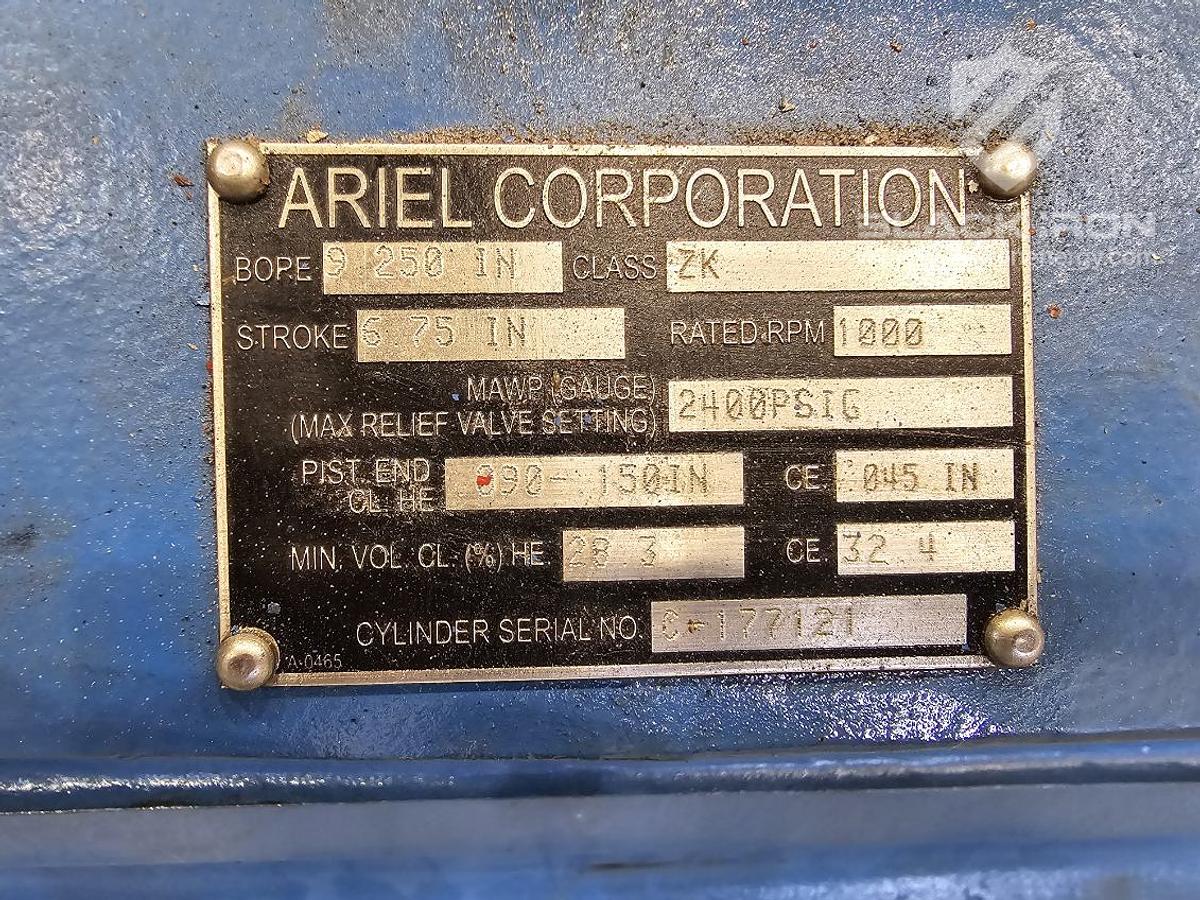 ARIEL CORPORATION
BORE 9.250 IN CLASS ZK
STROKE 6.75 IN RATED RPM 1000
MAWP (GAUGE)
(MAX RELIEF VALVE SETTING) 2400PSIG
PIST. END
CL. HE .090-.150IN CE .045 IN
MIN. VOL. CL. (%) HE 28.3 CE 32.4
CYLINDER SERIAL NO. C-177121
A-0465